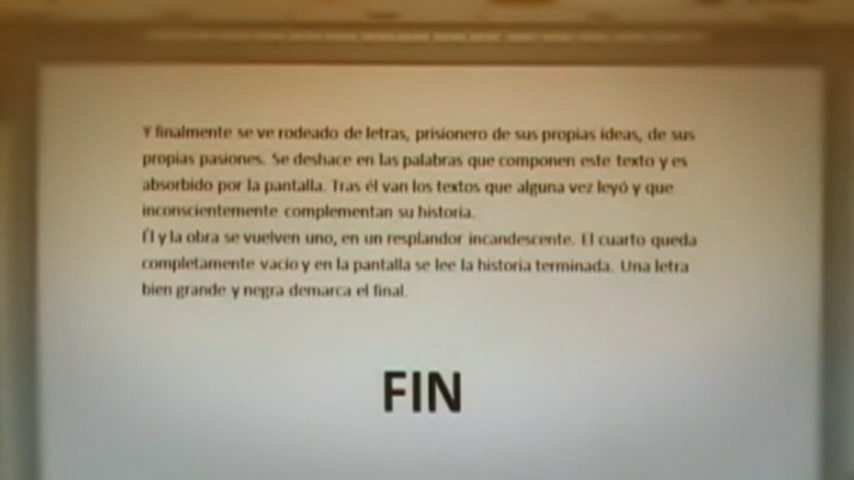 Y finalmente se ve rodeado de letras, prisionero de sus propias ideas, de sus
propias pasiones. Se deshace en las palabras que componen este texto y es
absorbido por la pantalla. Tras él van los textos que alguna vez leyó y que
inconscientemente complementan su historia.
Él y la obra se vuelven uno, en un resplandor incandescente. El cuarto queda
completamente vacío y en la pantalla se lee la historia terminada. Una letra
bien grande y negra demarca el final.
FIN